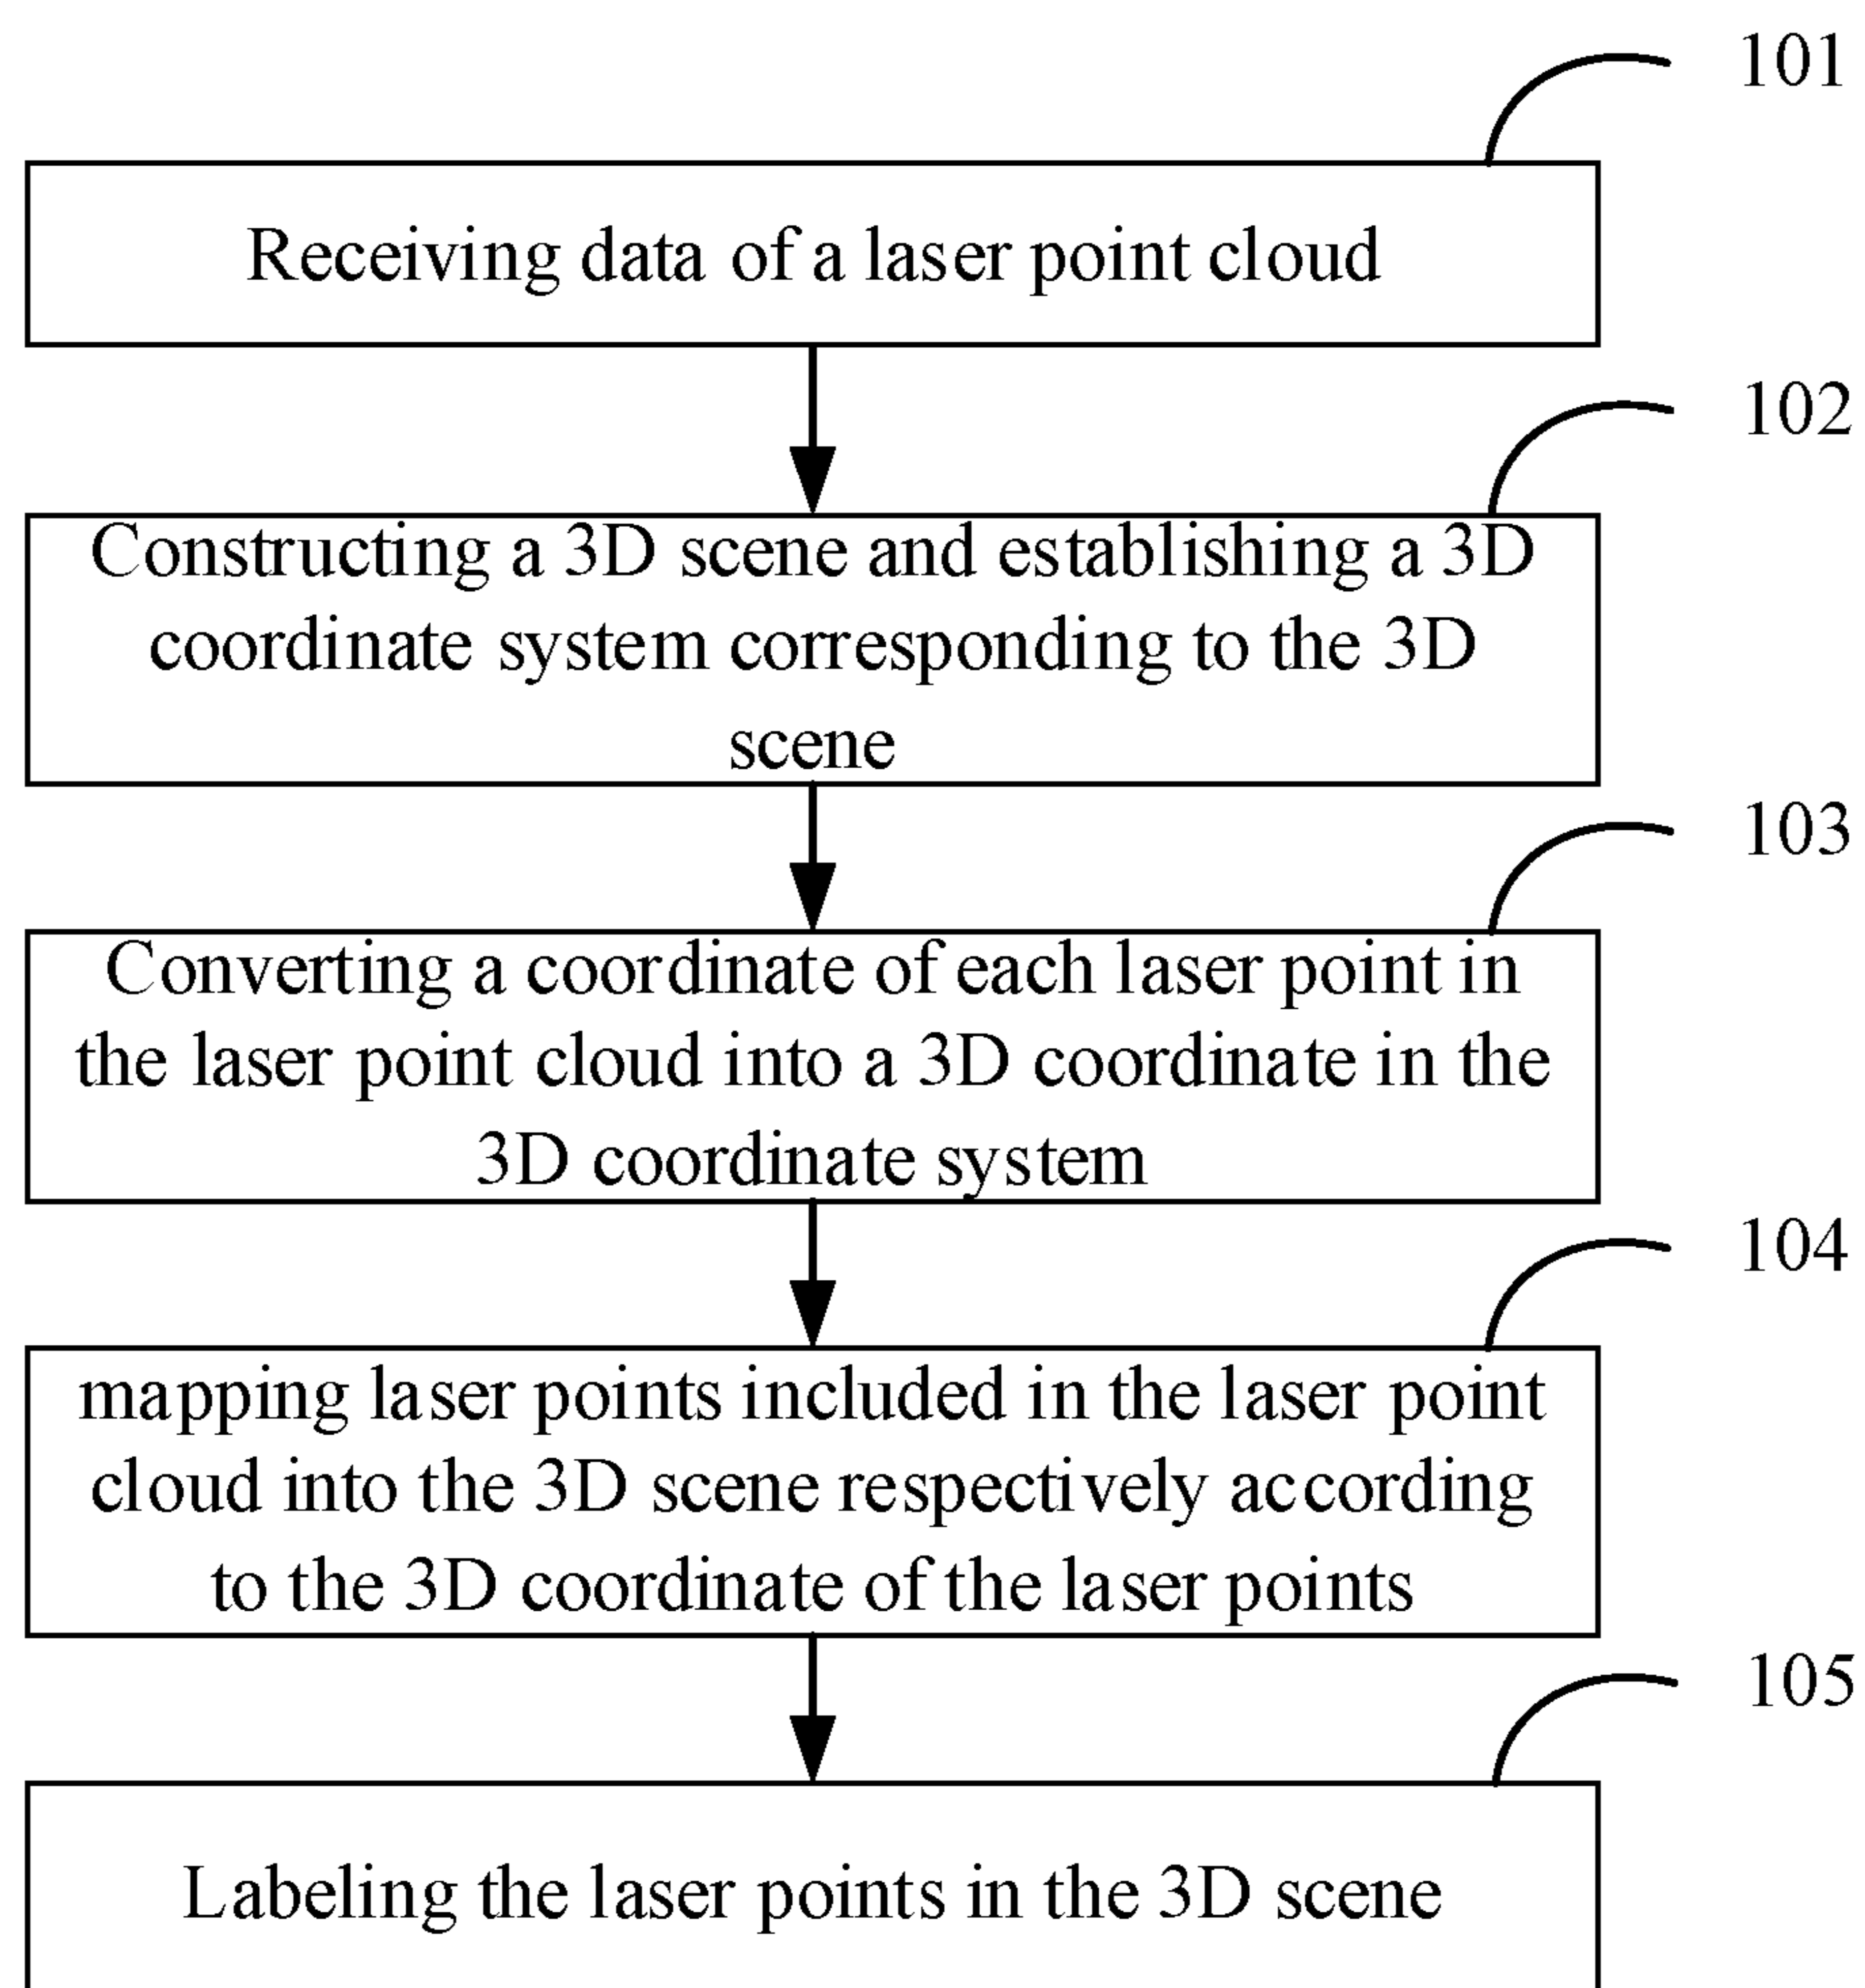 101
Receiving data of a laser point cloud
102
Constructing a 3D scene and establishing a 3D
coordinate system corresponding to the 3D
scene
103
Converting a coordinate of each laser point in
the laser point cloud into a 3D coordinate in the
3D coordinate system
104
mapping laser points included in the laser point
cloud into the 3D scene respectively according
to the 3D coordinate of the laser points
105
Labeling the laser points in the 3D scene